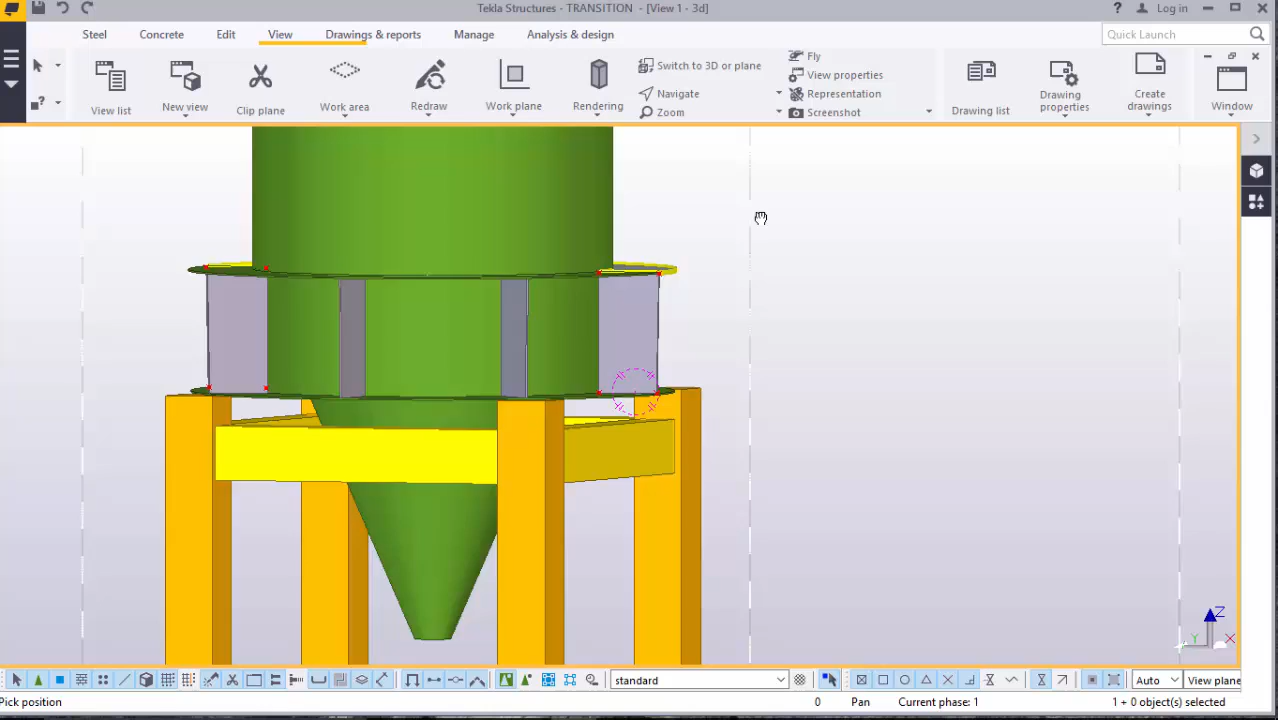 Tekla Structures - TRANSITION - [View 1 - 3d]
Log in
Steel Concrete Edit View Drawings & reports Manage Analysis & design
Quick Launch
View list
New view
Clip plane
Work area
Redraw
Work plane
Rendering
Switch to 3D or plane
Navigate
Zoom
Fly
View properties
Representation
Screenshot
Drawing list
Drawing properties
Create drawings
Window
Z
Y
X
standard
Auto
View plane
Pick position
0
Pan
Current phase: 1
1 + 0 object(s) selected